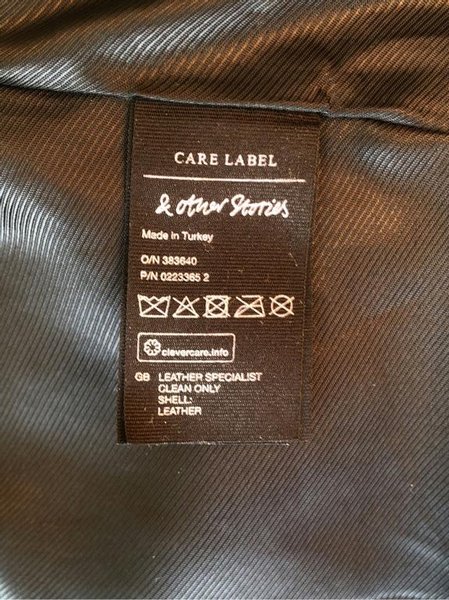 CARE LABEL
& other Stories
Made in Turkey
O/N 383640
P/N 0223365 2
clevercare.info
GB LEATHER SPECIALIST
CLEAN ONLY
SHELL:
LEATHER